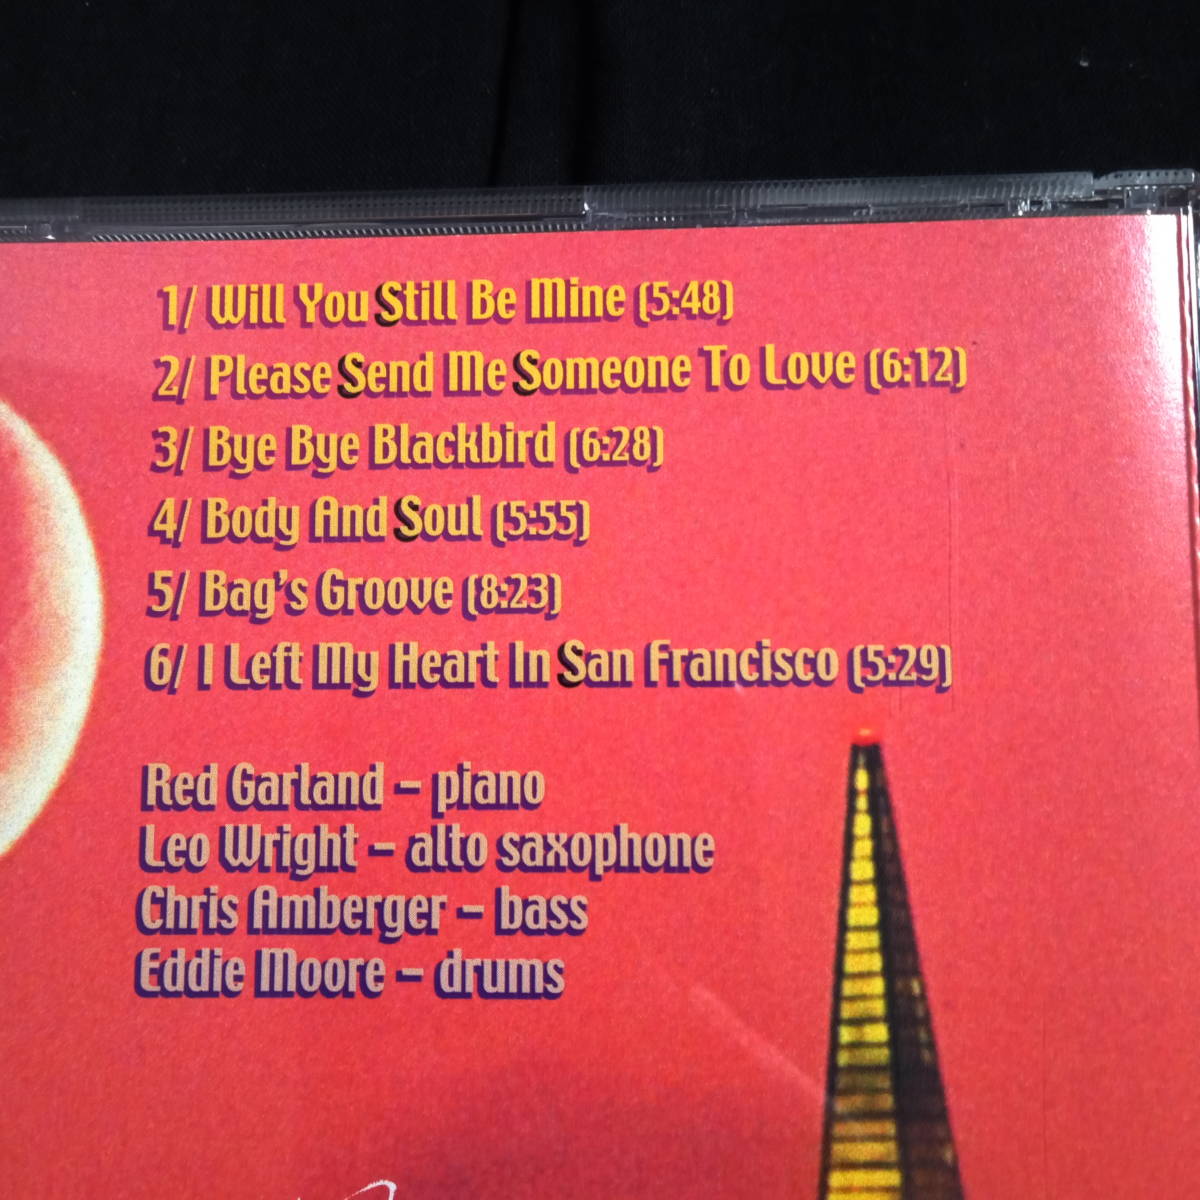 1/ Will You Still Be Mine (5:48)
2/ Please Send Me Someone To Love (6:12)
3/ Bye Bye Blackbird (6:28)
4/ Body And Soul (5:55)
5/ Bag's Groove (8:23)
6/ I Left My Heart In San Francisco (5:29)
Red Garland – piano
Leo Wright – alto saxophone
Chris Amberger – bass
Eddie Moore – drums